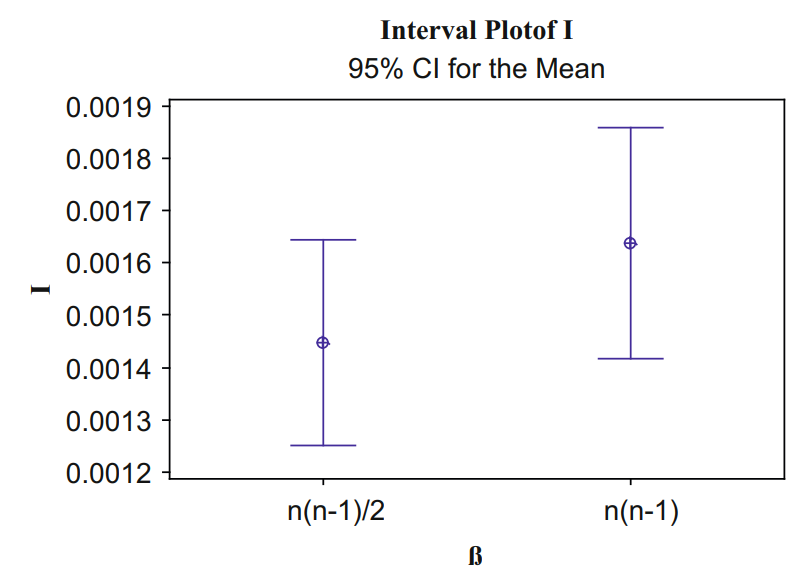 Interval Plotof I
95% CI for the Mean
0.0019
0.0018
0.0017
0.0016
0.0015
0.0014
0.0013
0.0012
I
n(n-1)/2
n(n-1)
ß